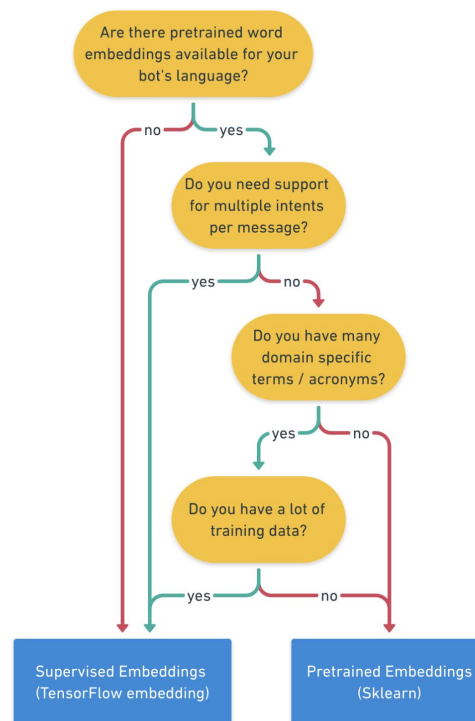 Are there pretrained word
embeddings available for your
bot's language?
no
yes
Do you need support
for multiple intents
per message?
yes
no
Do you have many
domain specific
terms / acronyms?
yes
no
Do you have a lot of
training data?
yes
no
Supervised Embeddings
(TensorFlow embedding)
Pretrained Embeddings
(Sklearn)